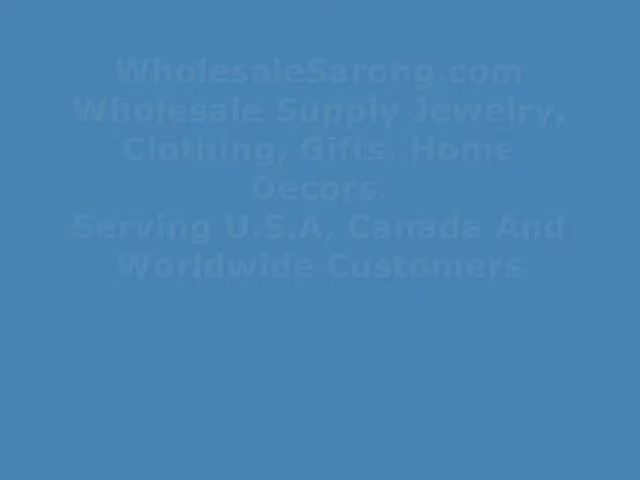 WholesaleSarong.com
Wholesale Supply Jewelry,
Clothing, Gifts, Home
Decors.
Serving U.S.A, Canada And
Worldwide Customers